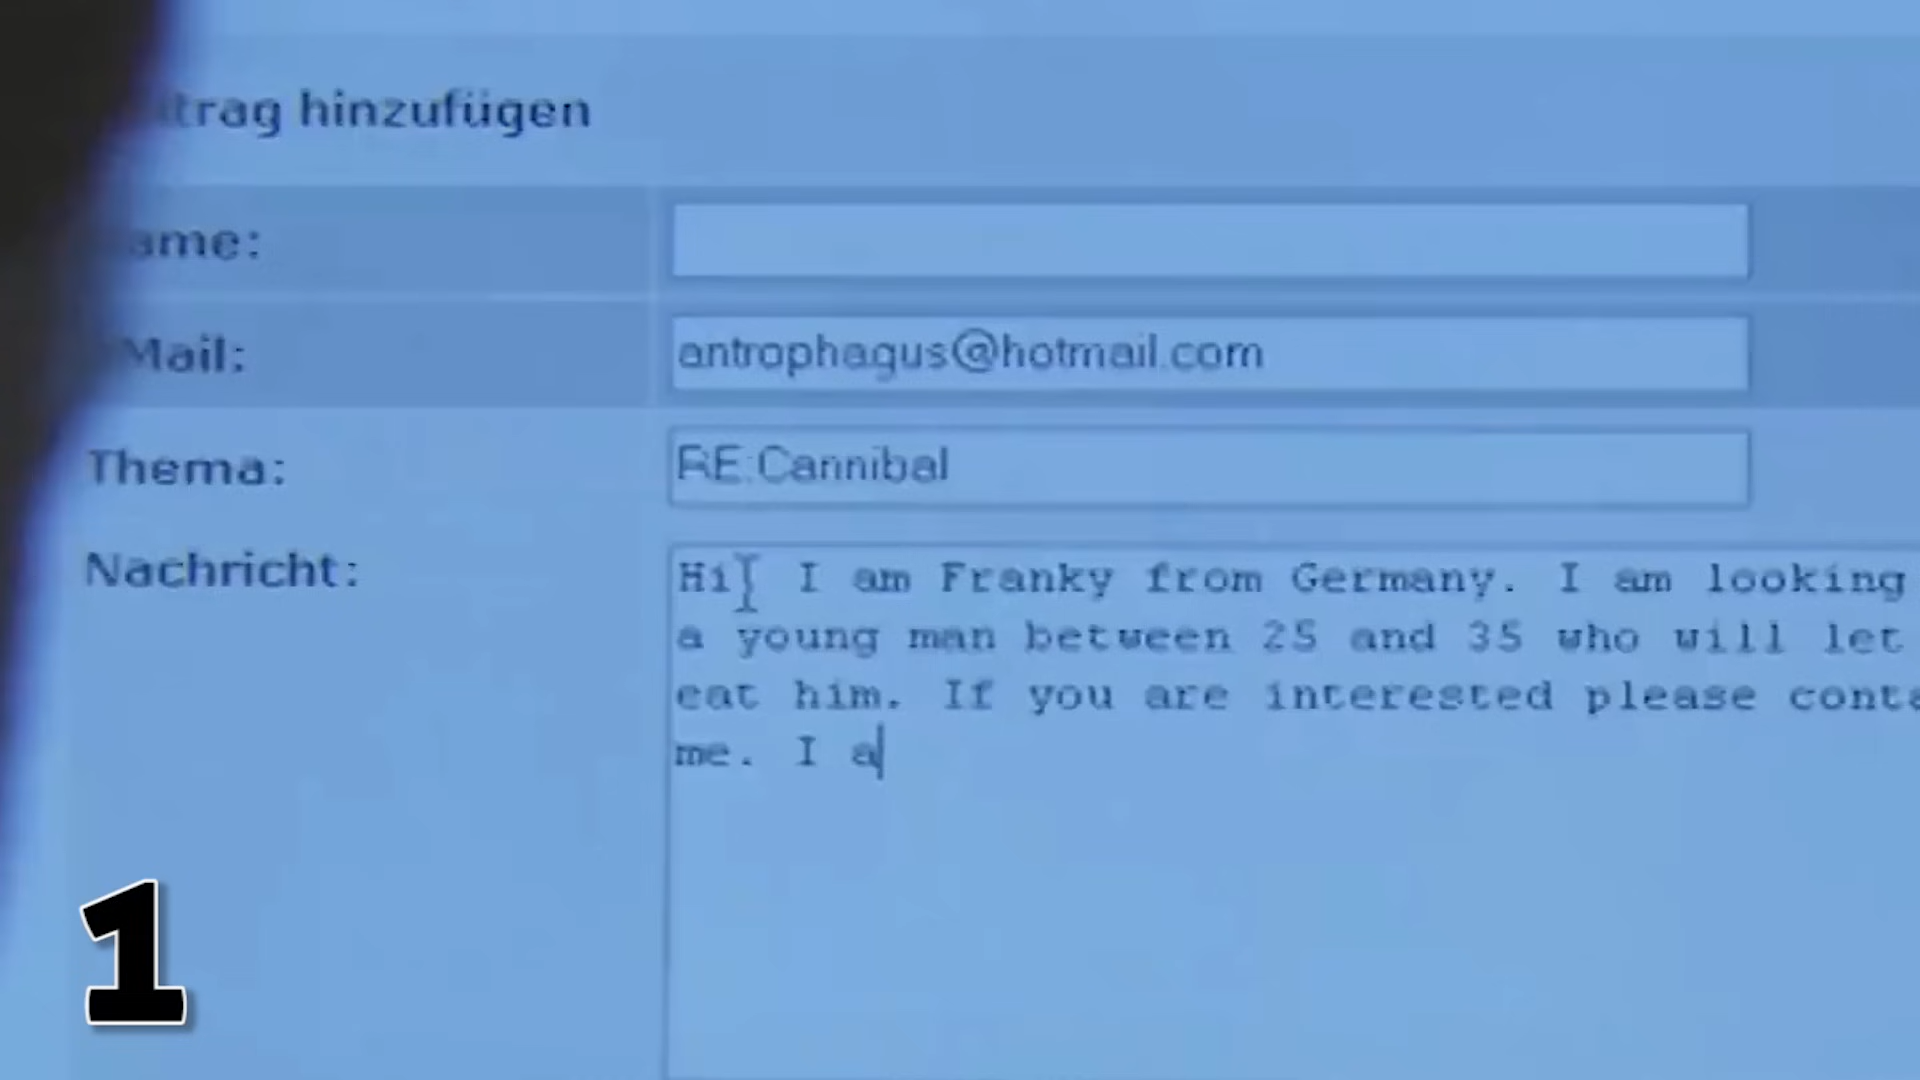 trag hinzufügen
ame:
Mail: antrophagus@hotmail.com
Thema: RE:Cannibal
Nachricht: Hi, I am Franky from Germany. I am looking
a young man between 25 and 35 who will let
eat him. If you are interested please conta
me. I a
1